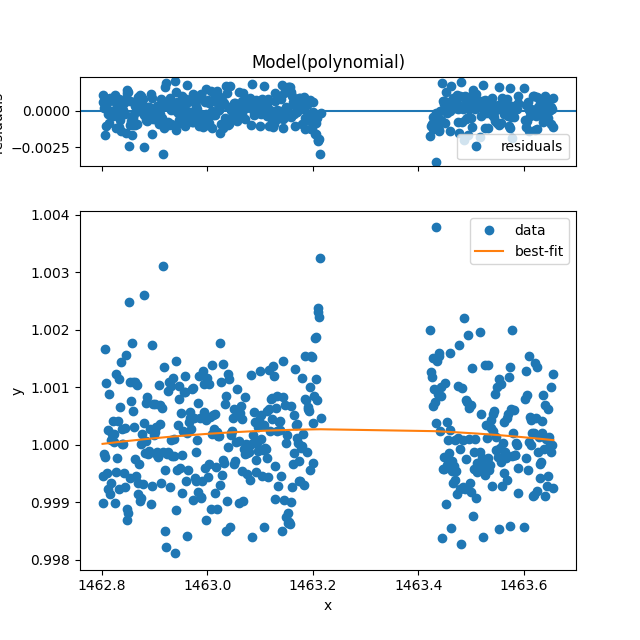 Model(polynomial)
0.0000
−0.0025
residuals
residuals
1.004
1.003
1.002
1.001
1.000
0.999
0.998
y
data
best-fit
1462.8
1463.0
1463.2
1463.4
1463.6
x